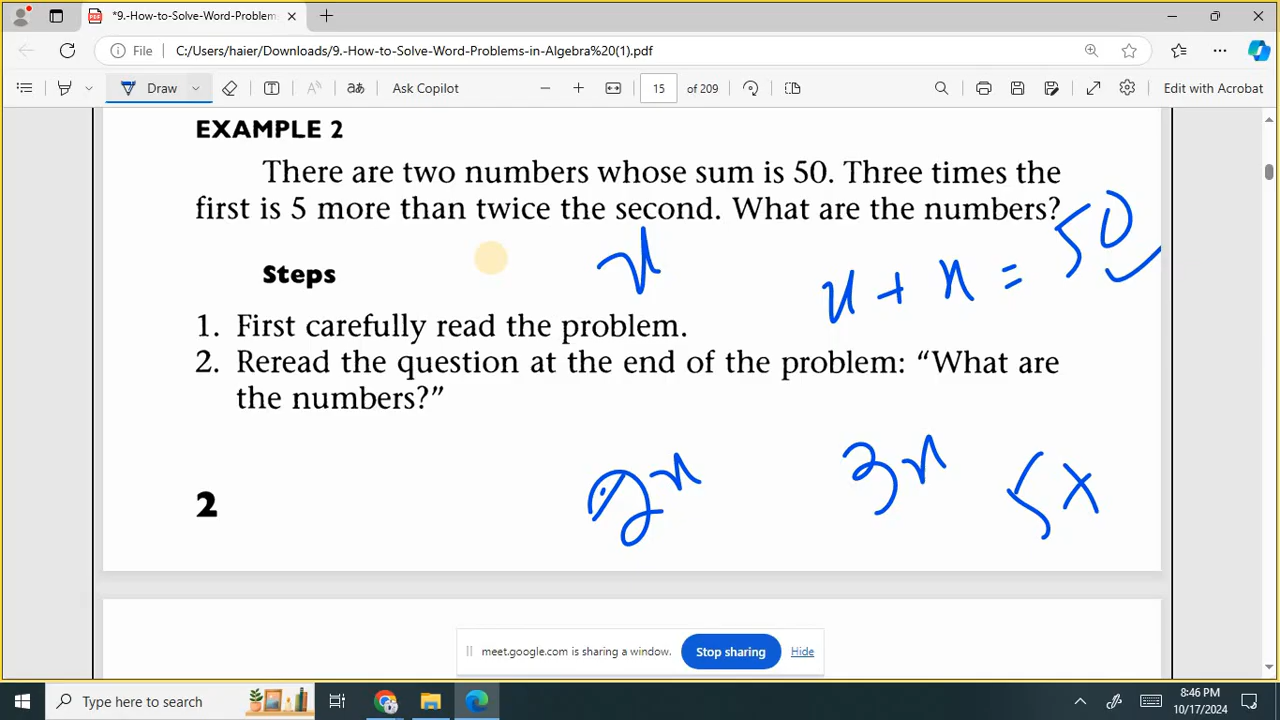 *9.-How-to-Solve-Word-Problem
File C:/Users/haier/Downloads/9.-How-to-Solve-Word-Problems-in-Algebra%20(1).pdf
Draw Ask Copilot 15 of 209 Edit with Acrobat
EXAMPLE 2
There are two numbers whose sum is 50. Three times the
first is 5 more than twice the second. What are the numbers?
x
x + x = 50
Steps
1. First carefully read the problem.
2. Reread the question at the end of the problem: “What are
the numbers?”
2x 3x 5x
2
meet.google.com is sharing a window. Stop sharing Hide
Type here to search
8:46 PM
10/17/2024